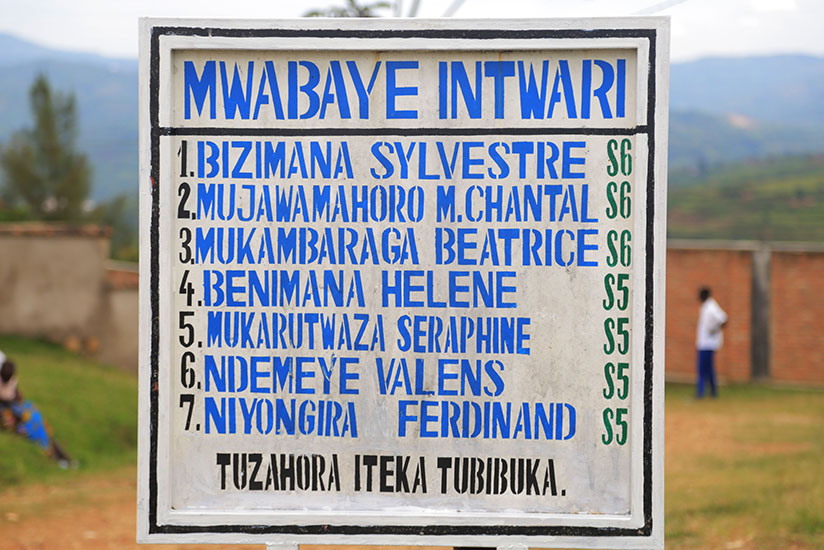 MWABAYE INTWARI
1.BIZIMANA SYLVESTRE S6
2.MUJAWAMAHORO M.CHANTAL S6
3.MUKAMBARAGA BEATRICE S6
4.BENIMANA HELENE S5
5.MUKARUTWAZA SERAPHINE S5
6.NDEMEYE VALENS S5
7.NIYONGIRA FERDINAND S5
TUZAHORA ITEKA TUBIBUKA.